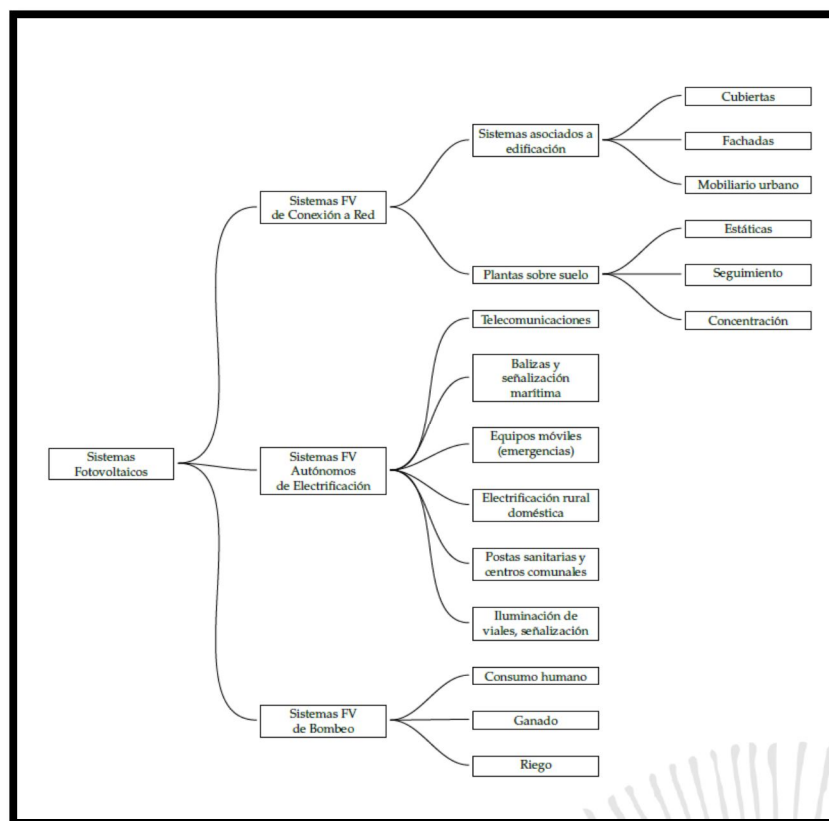 Sistemas
Fotovoltaicos
Sistemas FV
de Conexión a Red
Sistemas asociados a
edificación
Cubiertas
Fachadas
Mobiliario urbano
Plantas sobre suelo
Estáticas
Seguimiento
Concentración
Sistemas FV
Autónomos
de Electrificación
Telecomunicaciones
Balizas y
señalización
marítima
Equipos móviles
(emergencias)
Electrificación rural
doméstica
Postas sanitarias y
centros comunales
Iluminación de
viales, señalización
Sistemas FV
de Bombeo
Consumo humano
Ganado
Riego